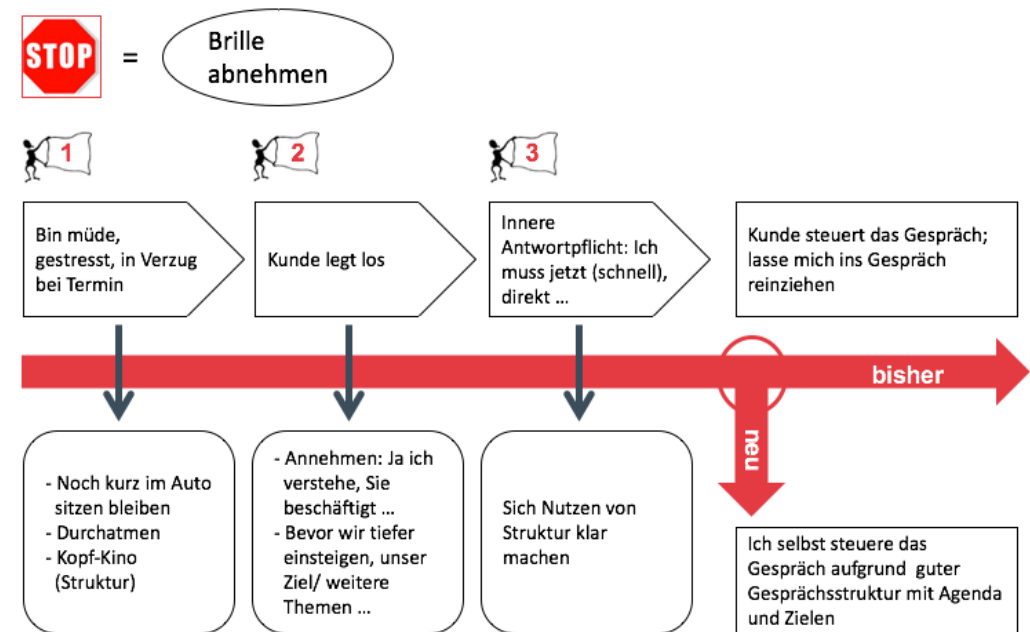 STOP
=
Brille
abnehmen
1
2
3
Bin müde,
gestresst, in Verzug
bei Termin
Kunde legt los
Innere
Antwortpflicht: Ich
muss jetzt (schnell),
direkt ...
Kunde steuert das Gespräch;
lasse mich ins Gespräch
reinziehen
bisher
neu
- Noch kurz im Auto
sitzen bleiben
- Durchatmen
- Kopf-Kino
(Struktur)
- Annehmen: Ja ich
verstehe, Sie
beschäftigt ...
- Bevor wir tiefer
einsteigen, unser
Ziel/ weitere
Themen ...
Sich Nutzen von
Struktur klar
machen
Ich selbst steuere das
Gespräch aufgrund guter
Gesprächsstruktur mit Agenda
und Zielen